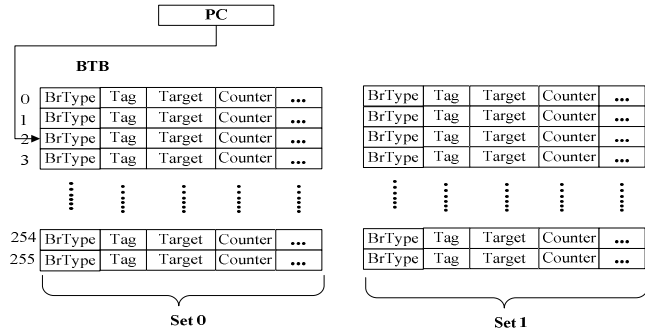 PC
BTB
0 BrType Tag Target Counter ... BrType Tag Target Counter ...
1 BrType Tag Target Counter ... BrType Tag Target Counter ...
2 BrType Tag Target Counter ... BrType Tag Target Counter ...
3 BrType Tag Target Counter ... BrType Tag Target Counter ...
254 BrType Tag Target Counter ... BrType Tag Target Counter ...
255 BrType Tag Target Counter ... BrType Tag Target Counter ...
Set 0 Set 1